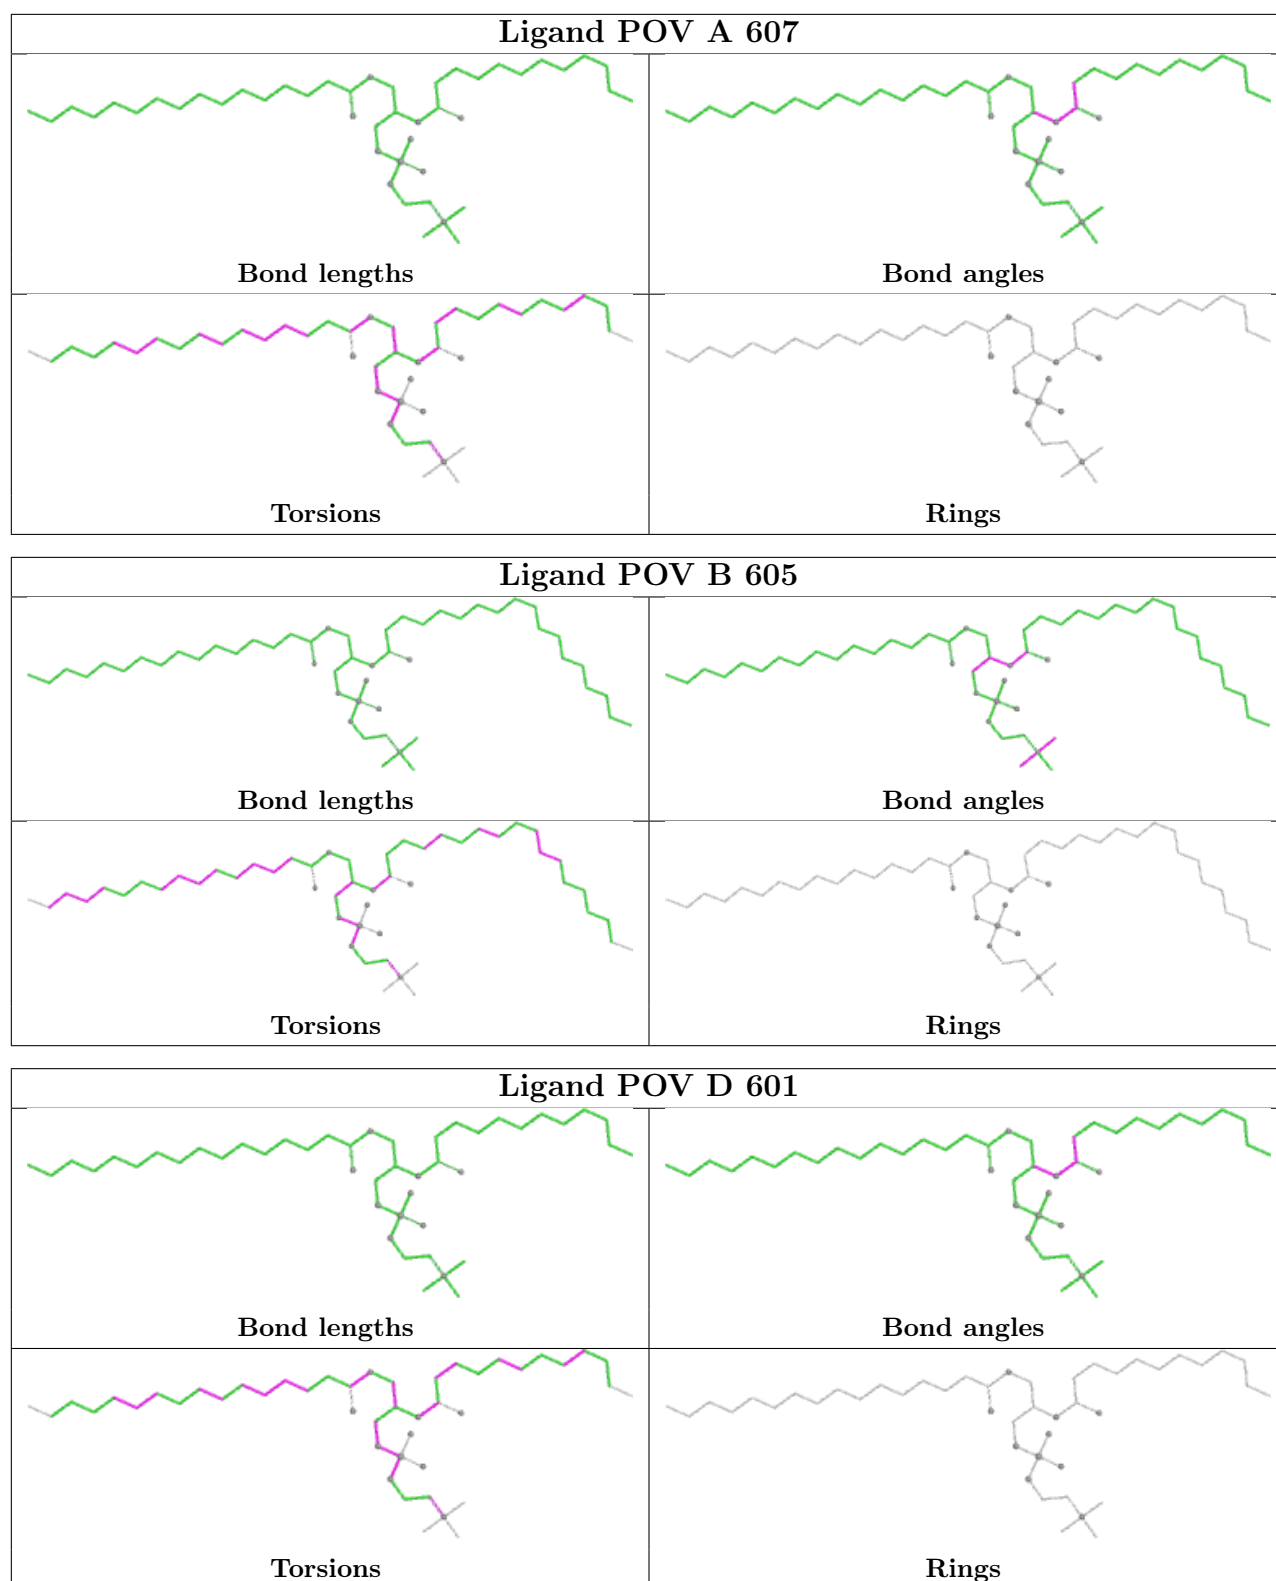 Ligand POV A 607
Bond lengths
Bond angles
Torsions
Rings
Ligand POV B 605
Bond lengths
Bond angles
Torsions
Rings
Ligand POV D 601
Bond lengths
Bond angles
Torsions
Rings